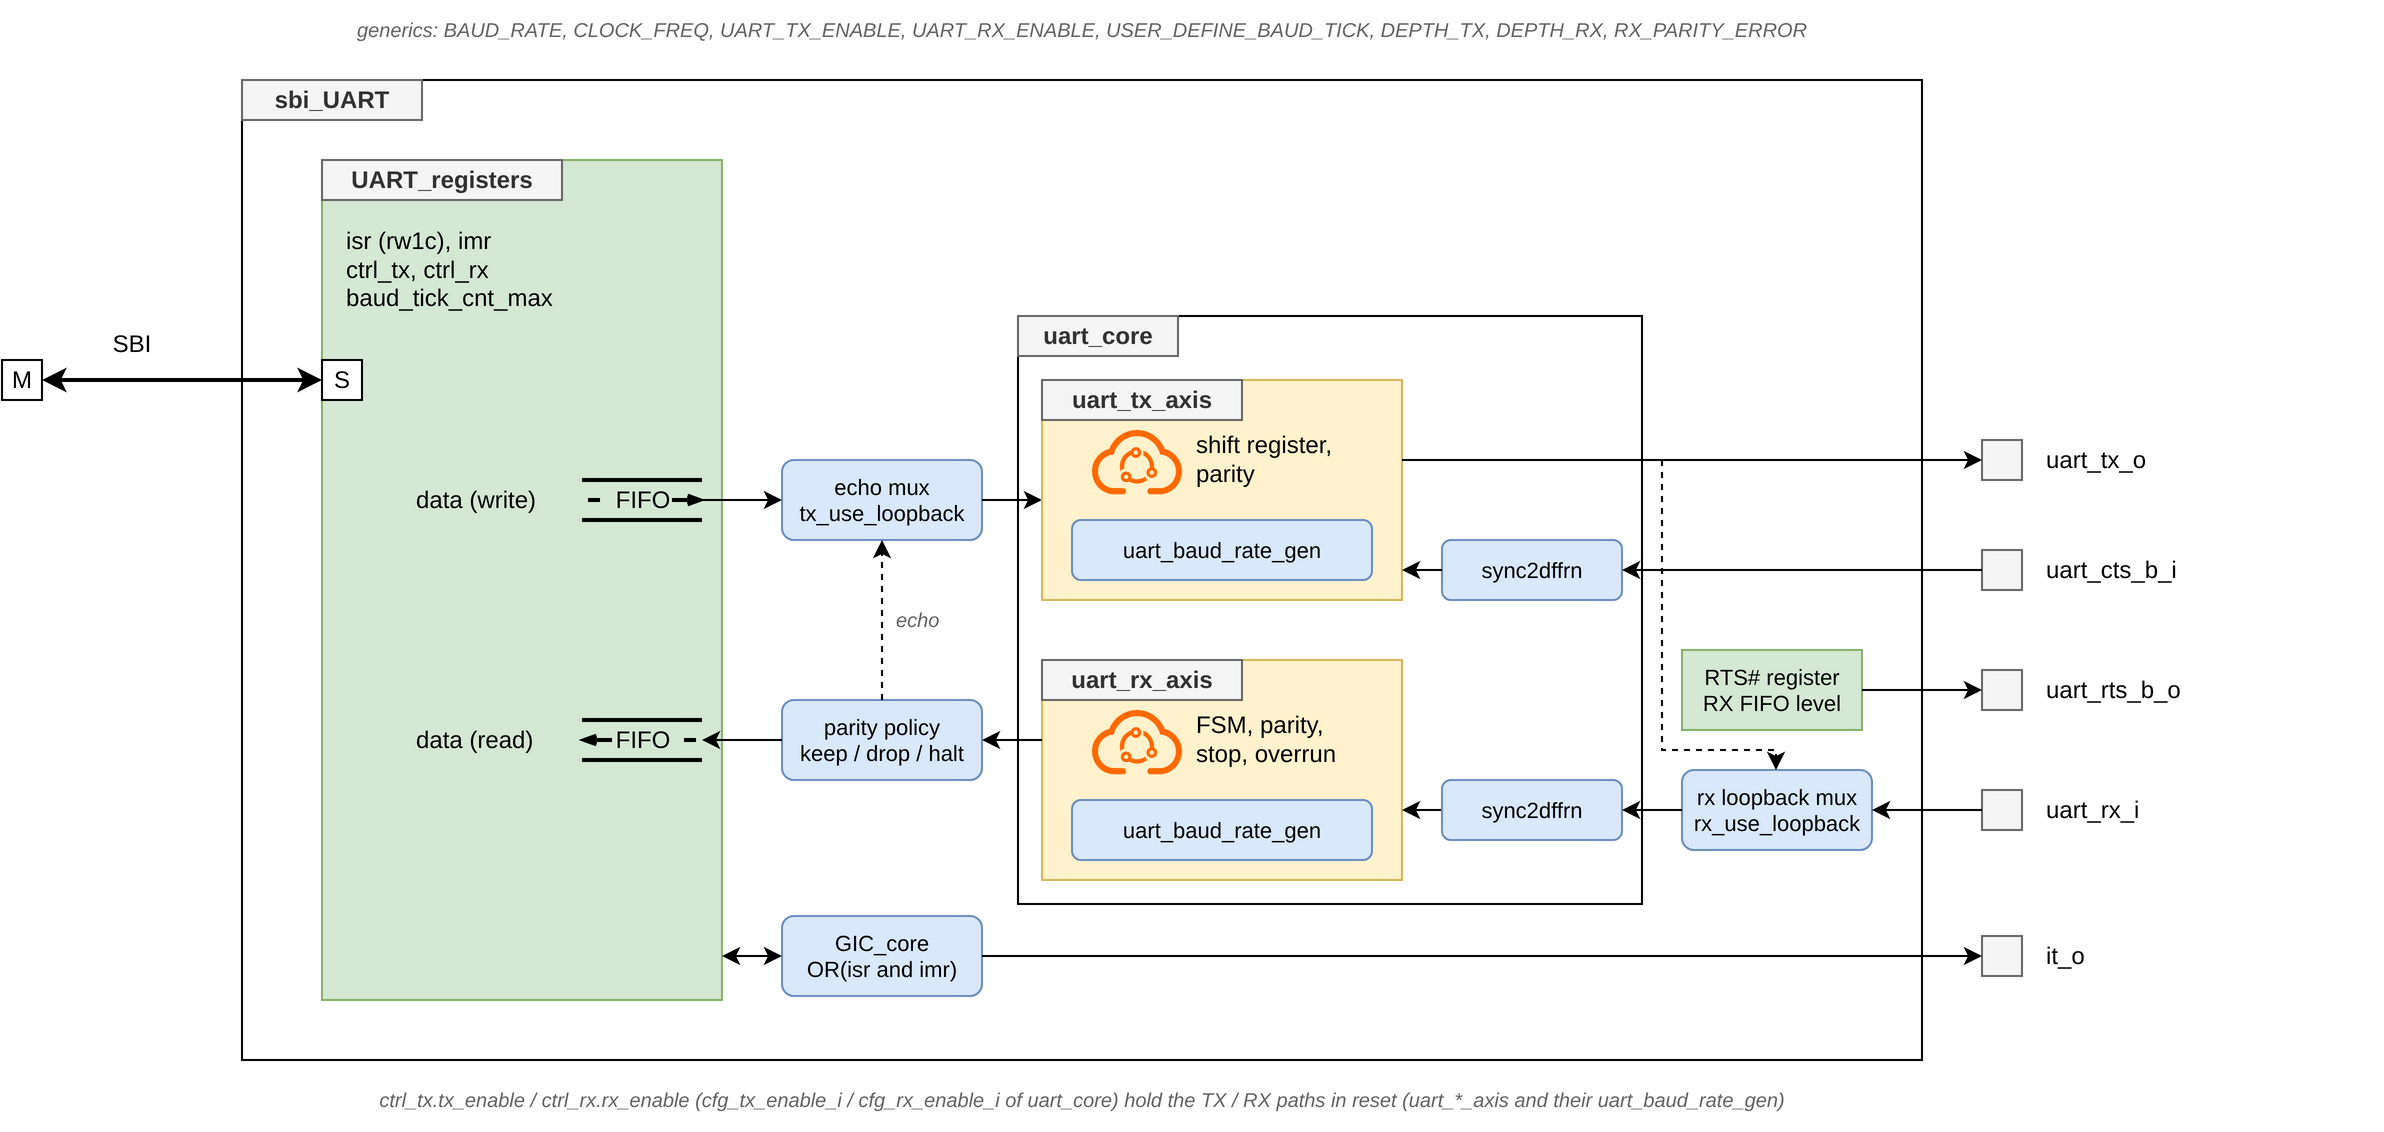 generics: BAUD_RATE, CLOCK_FREQ, UART_TX_ENABLE, UART_RX_ENABLE, USER_DEFINE_BAUD_TICK, DEPTH_TX, DEPTH_RX, RX_PARITY_ERROR
sbi_UART
UART_registers
isr (rw1c), imr
ctrl_tx, ctrl_rx
baud_tick_cnt_max
SBI
M
S
data (write)
FIFO
echo mux
tx_use_loopback
echo
data (read)
FIFO
parity policy
keep / drop / halt
GIC_core
OR(isr and imr)
uart_core
uart_tx_axis
shift register,
parity
uart_baud_rate_gen
sync2dffrn
uart_rx_axis
FSM, parity,
stop, overrun
uart_baud_rate_gen
sync2dffrn
RTS# register
RX FIFO level
rx loopback mux
rx_use_loopback
uart_tx_o
uart_cts_b_i
uart_rts_b_o
uart_rx_i
it_o
ctrl_tx.tx_enable / ctrl_rx.rx_enable (cfg_tx_enable_i / cfg_rx_enable_i of uart_core) hold the TX / RX paths in reset (uart_*_axis and their uart_baud_rate_gen)